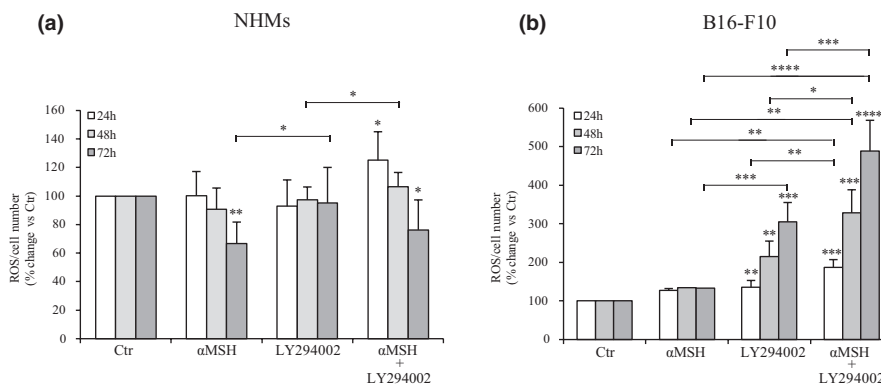 (a)
NHMs
ROS/cell number
(% change vs Ctr)
160
140
120
100
80
60
40
20
0
24h
48h
72h
**
*
*
*
*
Ctr
αMSH
LY294002
αMSH
+
LY294002
(b)
B16-F10
ROS/cell number
(% change vs Ctr)
600
500
400
300
200
100
0
24h
48h
72h
***
****
*
**
**
**
***
**
**
***
***
***
****
Ctr
αMSH
LY294002
αMSH
+
LY294002